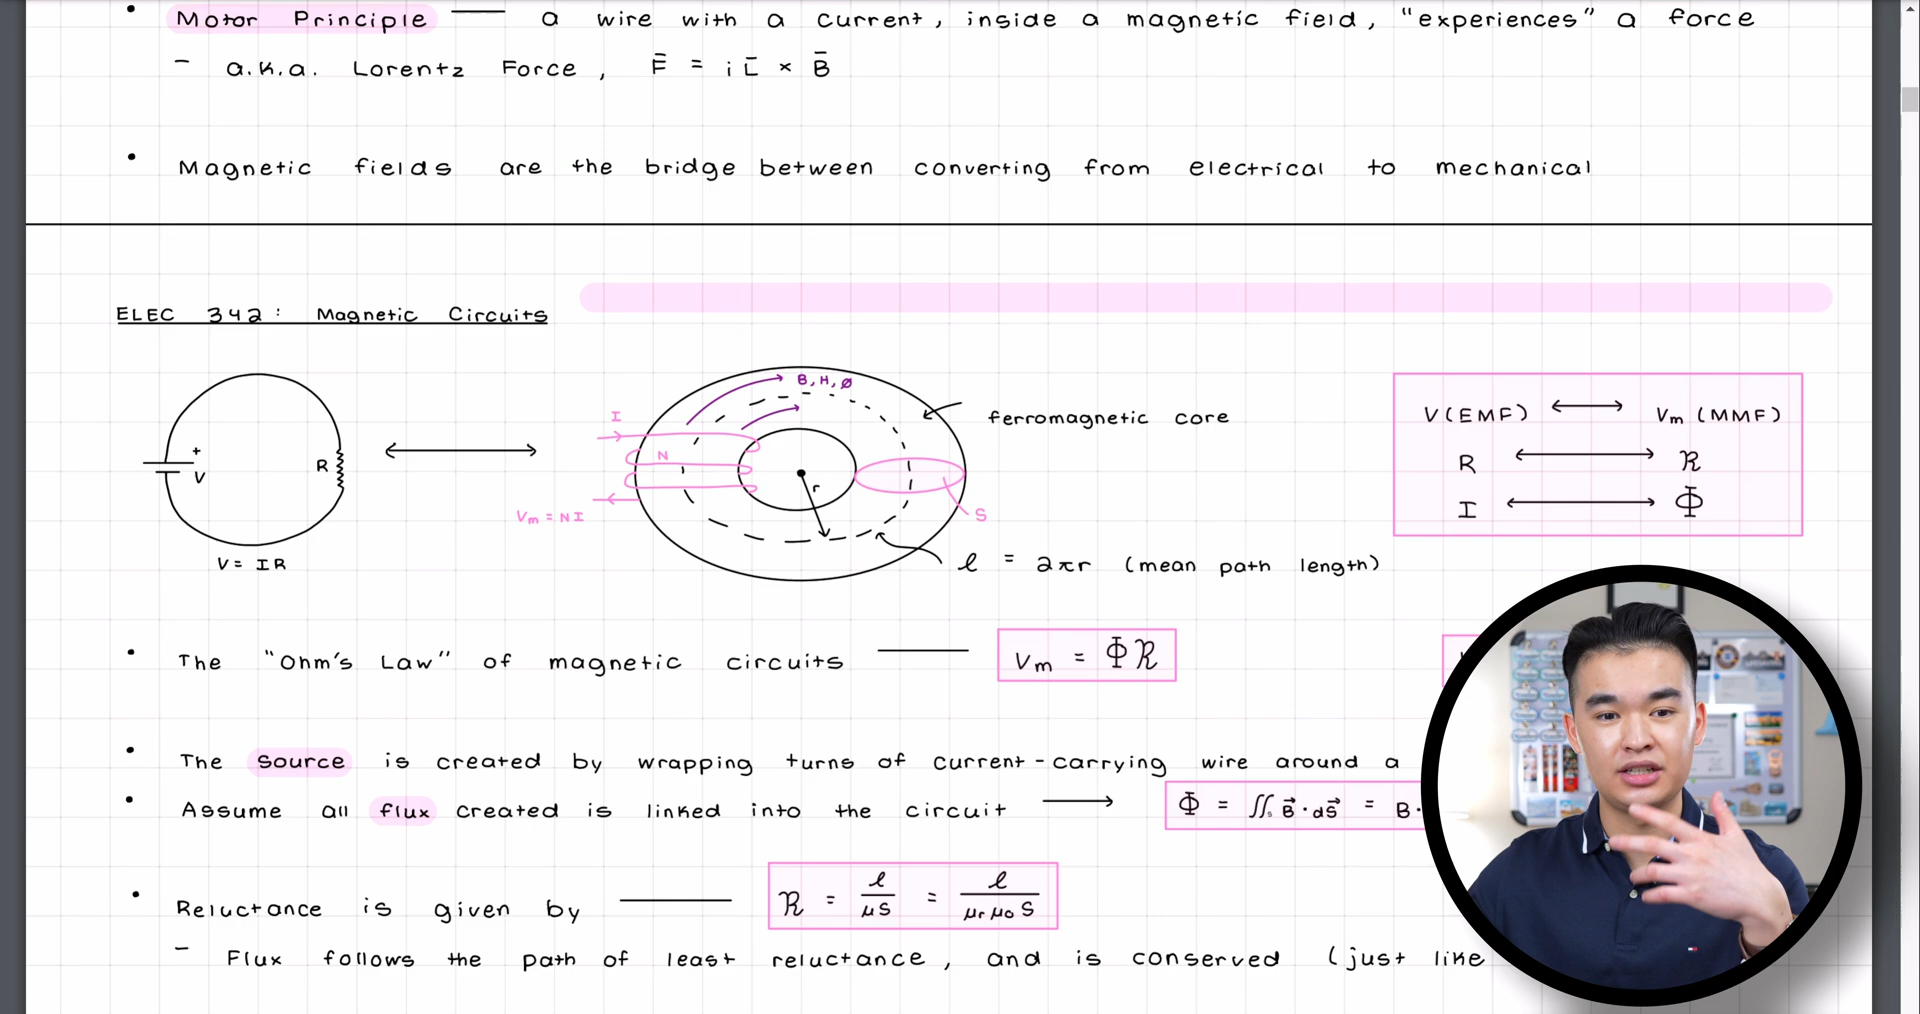 • Motor Principle — a wire with a current, inside a magnetic field, "experiences" a force
- a.k.a. Lorentz Force, F̄ = i L̄ × B̄
• Magnetic fields are the bridge between converting from electrical to mechanical
ELEC 342: Magnetic Circuits
B, H, Ø
I
ferromagnetic core
V(EMF) ⟷ Vm (MMF)
+
V
R
N
r
R ⟷ ℛ
I ⟷ Φ
Vm = NI
S
V = IR
ℓ = 2πr (mean path length)
• The "Ohm's Law" of magnetic circuits — Vm = Φℛ
• The source is created by wrapping turns of current-carrying wire around a
• Assume all flux created is linked into the circuit → Φ = ∬ₛ B⃗ · dS⃗ = B ·
• Reluctance is given by — ℛ = ℓ/μS = ℓ/μrμ0S
- Flux follows the path of least reluctance, and is conserved (just like